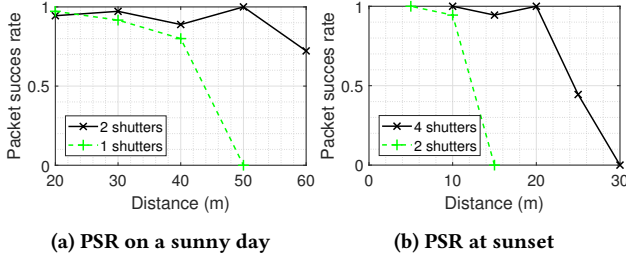 Packet succes rate
1
0.5
0
2 shutters
1 shutters
20 30 40 50 60
Distance (m)
(a) PSR on a sunny day
Packet succes rate
1
0.5
0
4 shutters
2 shutters
0 10 20 30
Distance (m)
(b) PSR at sunset